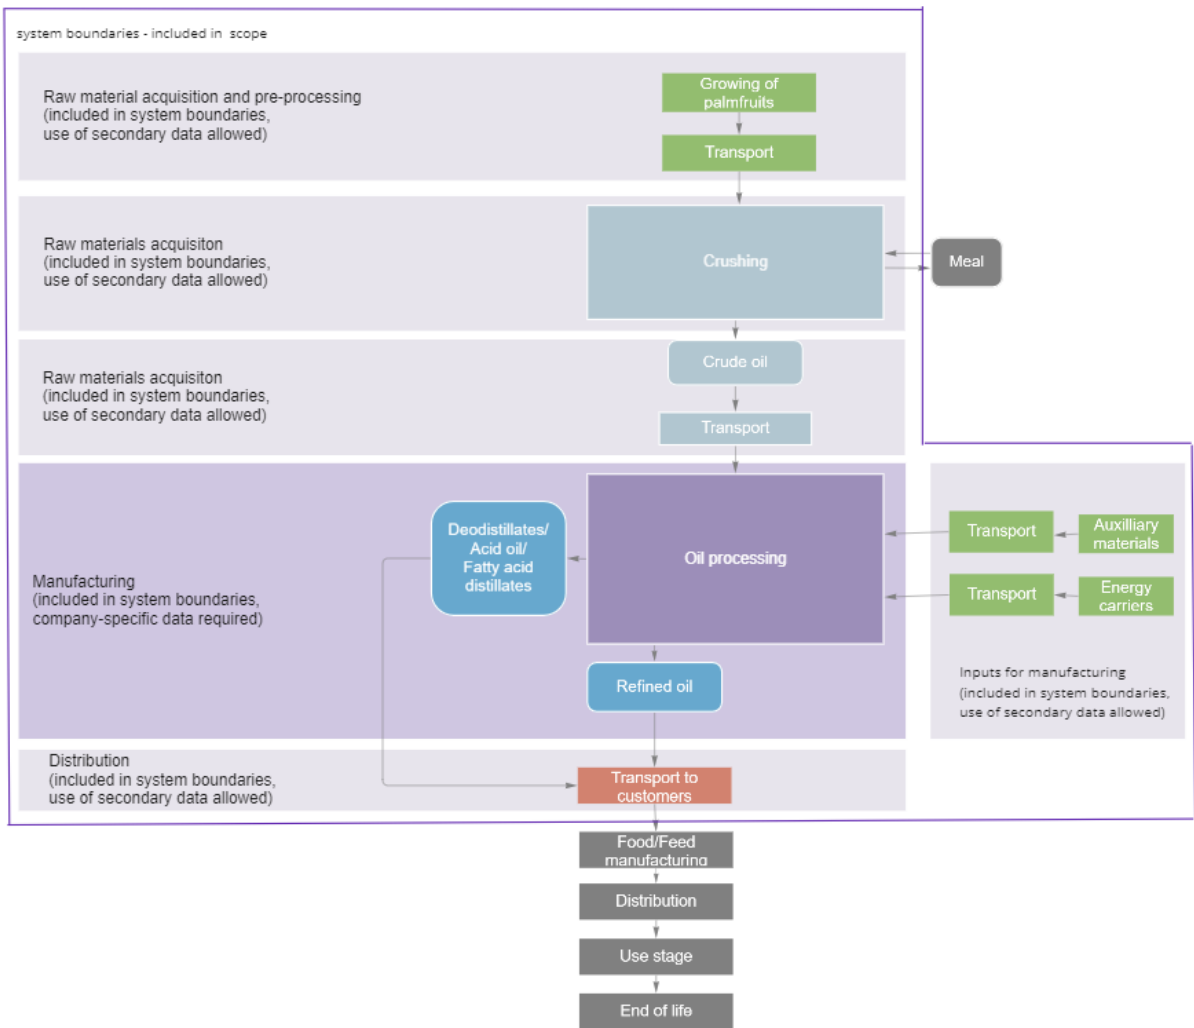 system boundaries - included in  scope
Raw material acquisition and pre-processing
(included in system boundaries,
use of secondary data allowed)
Growing of
palmfruits
Transport
Raw materials acquisiton
(included in system boundaries,
use of secondary data allowed)
Crushing
Meal
Raw materials acquisiton
(included in system boundaries,
use of secondary data allowed)
Crude oil
Transport
Manufacturing
(included in system boundaries,
company-specific data required)
Deodistillates/
Acid oil/
Fatty acid
distillates
Oil processing
Transport
Auxilliary
materials
Transport
Energy
carriers
Inputs for manufacturing
(included in system boundaries,
use of secondary data allowed)
Refined oil
Distribution
(included in system boundaries,
use of secondary data allowed)
Transport to
customers
Food/Feed
manufacturing
Distribution
Use stage
End of life